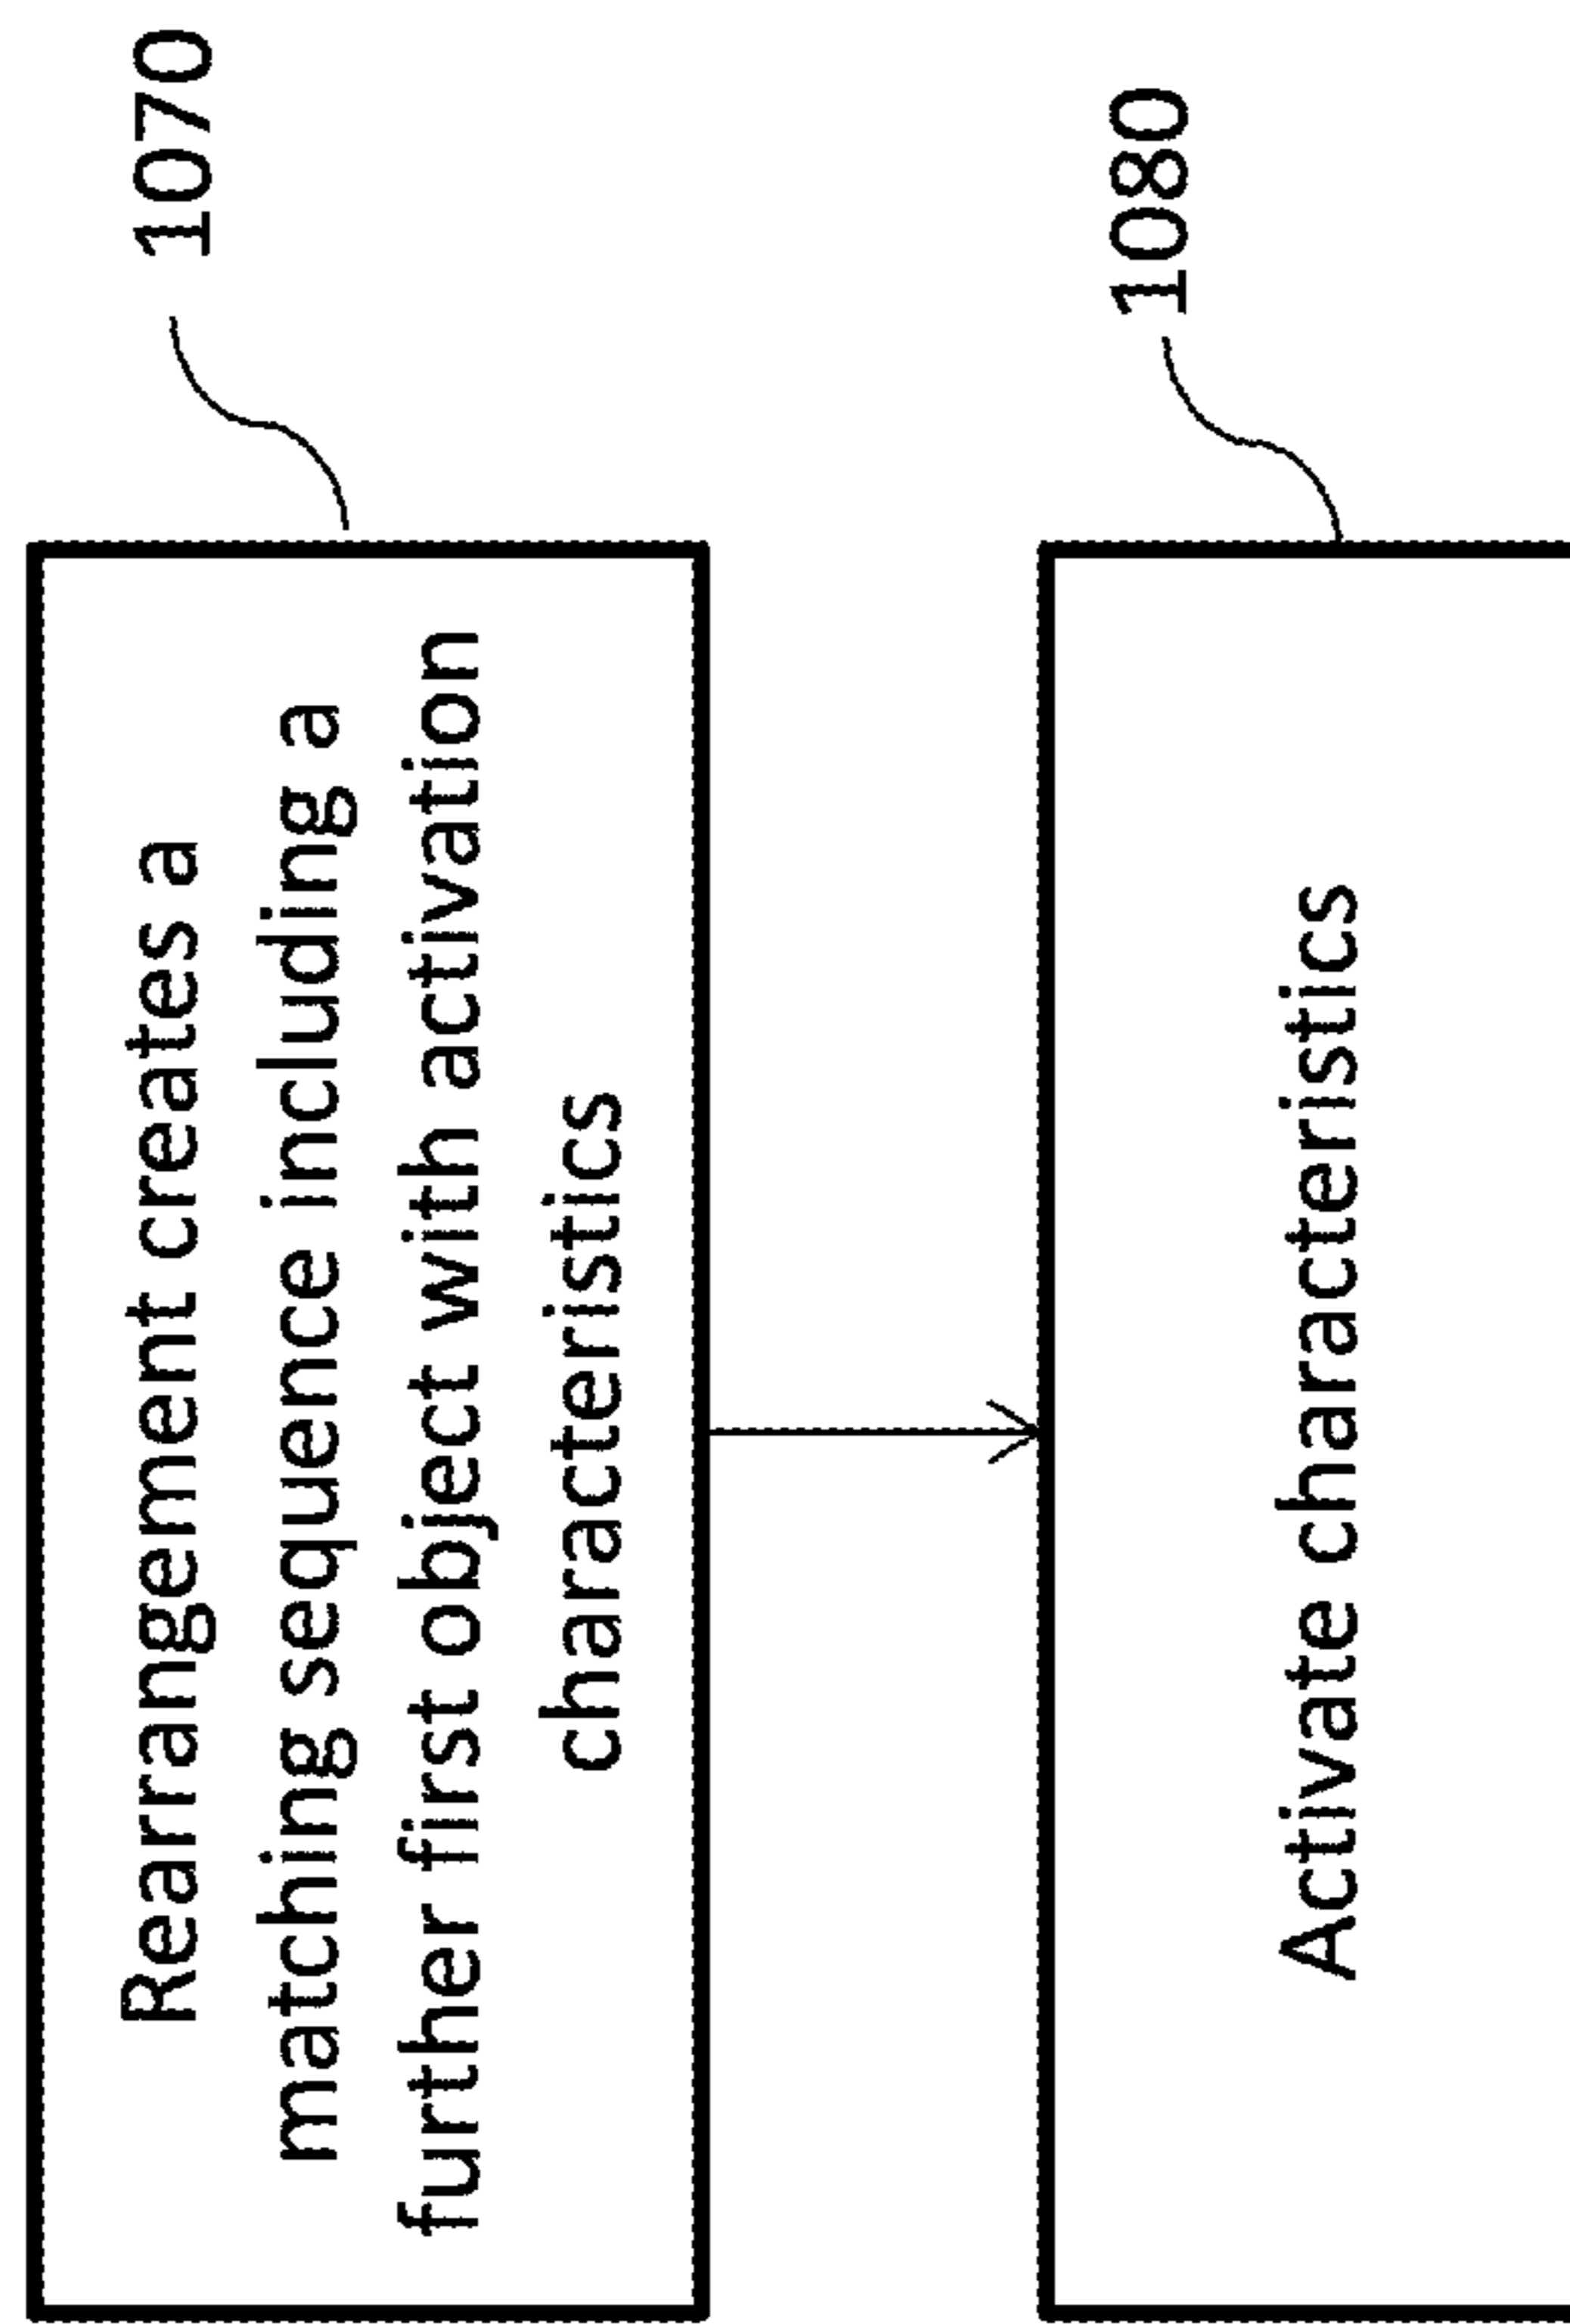 Rearrangement creates a
matching sequence including a
further first object with activation
characteristics
1070
Activate characteristics
1080